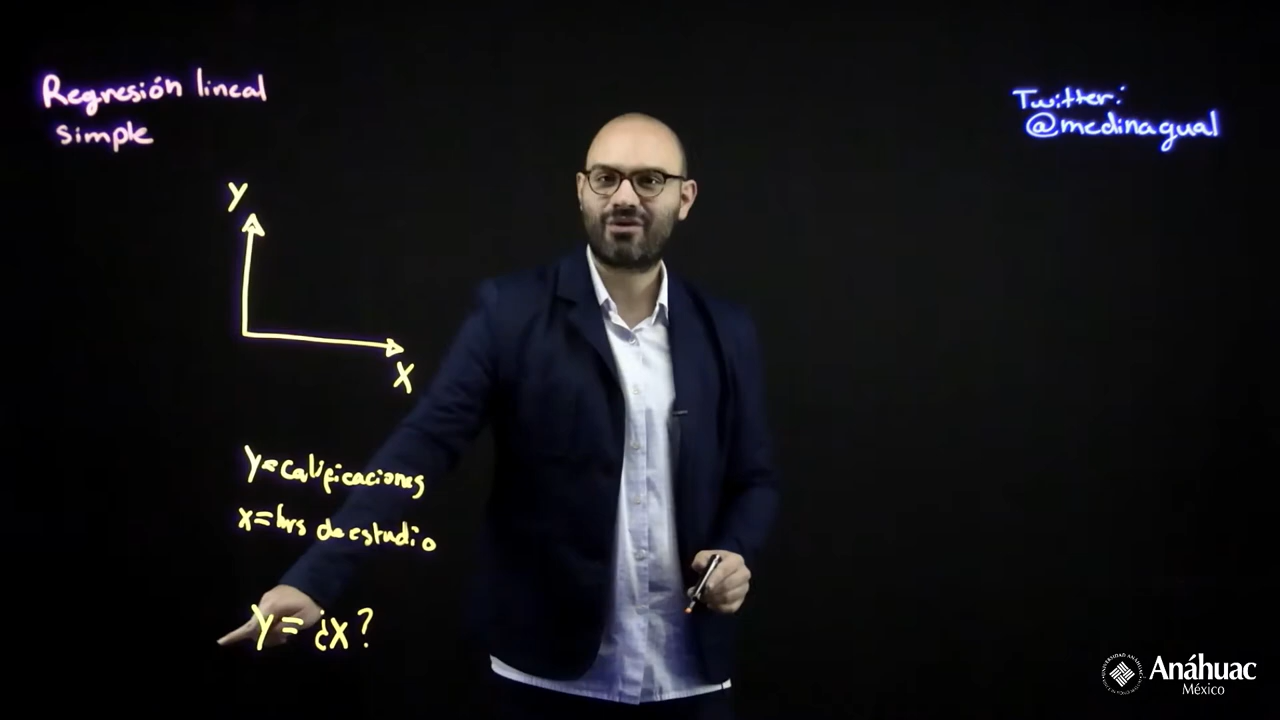 Regresión lineal
simple
Twitter:
@medinagual
y
x
y=calificaciones
x=hrs de estudio
y=¿x?
Anáhuac
México